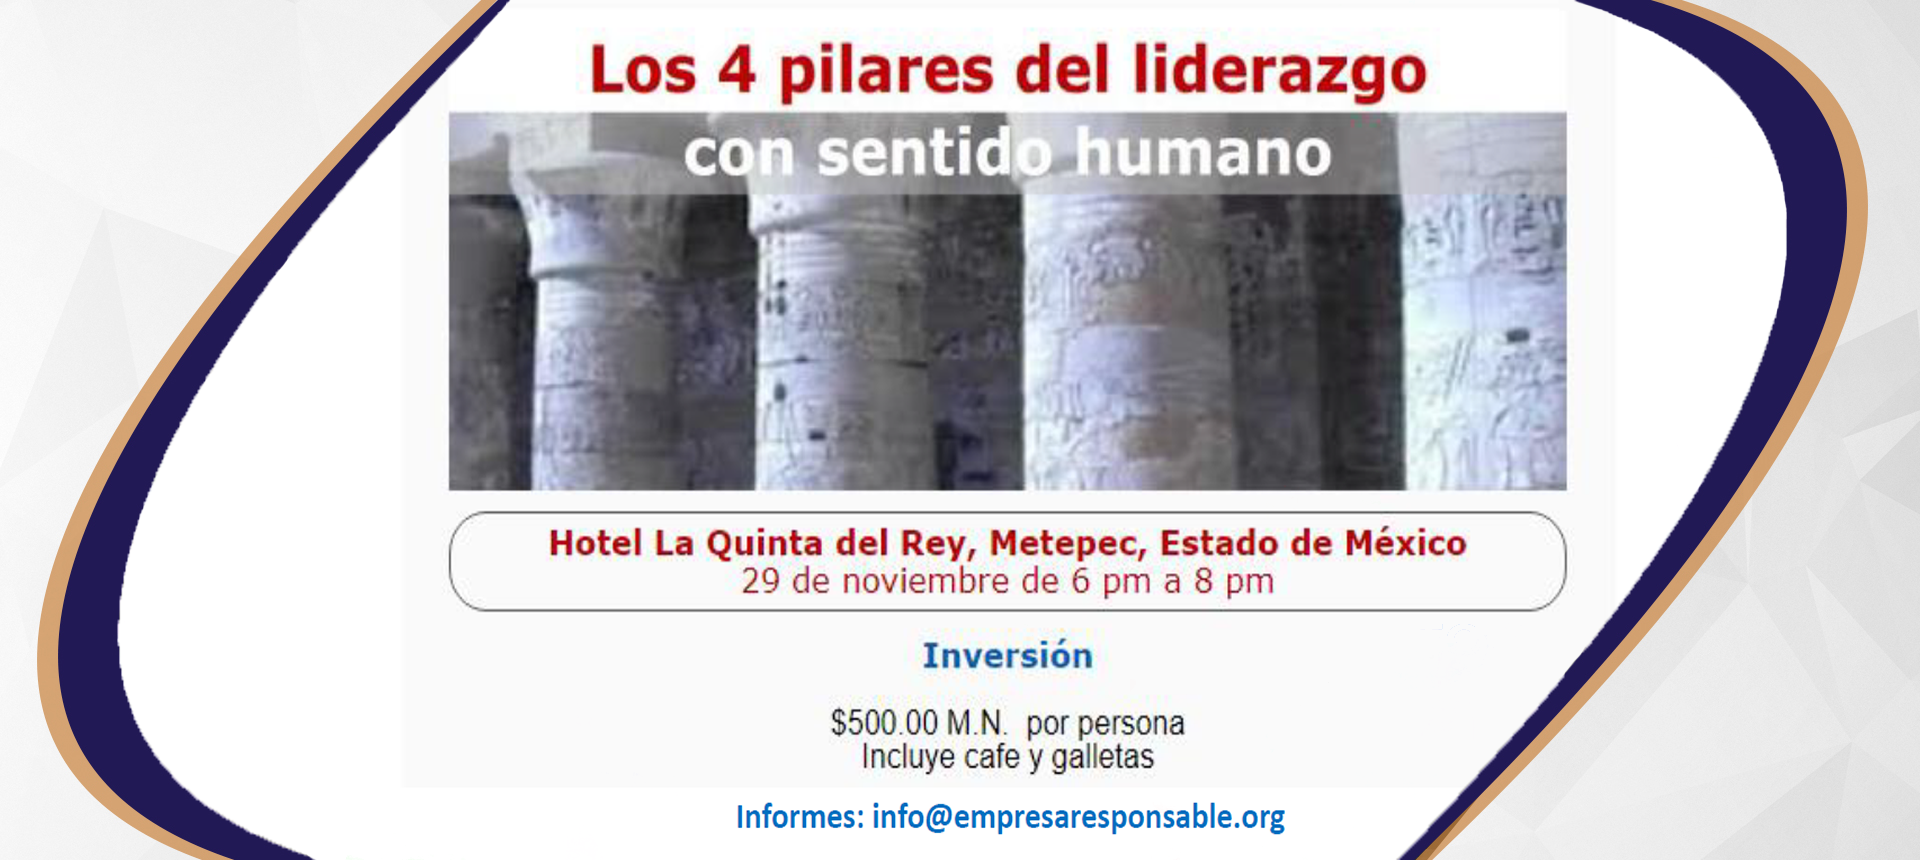 Los 4 pilares del liderazgo
con sentido humano
Hotel La Quinta del Rey, Metepec, Estado de México
29 de noviembre de 6 pm a 8 pm
Inversión
$500.00 M.N. por persona
Incluye cafe y galletas
Informes: info@empresaresponsable.org